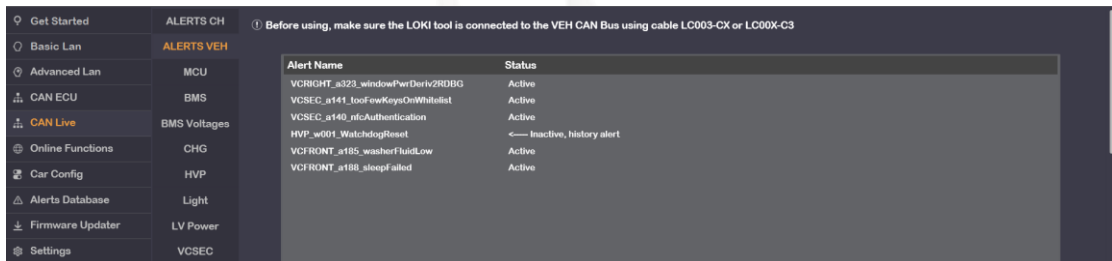 Get Started
Basic Lan
Advanced Lan
CAN ECU
CAN Live
Online Functions
Car Config
Alerts Database
Firmware Updater
Settings
ALERTS CH
ALERTS VEH
MCU
BMS
BMS Voltages
CHG
HVP
Light
LV Power
VCSEC
Before using, make sure the LOKI tool is connected to the VEH CAN Bus using cable LC003-CX or LC00X-C3
Alert Name Status
VCRIGHT_a323_windowPwrDeriv2RDBG Active
VCSEC_a141_tooFewKeysOnWhitelist Active
VCSEC_a140_nfcAuthentication Active
HVP_w001_WatchdogReset <---- Inactive, history alert
VCFRONT_a185_washerFluidLow Active
VCFRONT_a188_sleepFailed Active